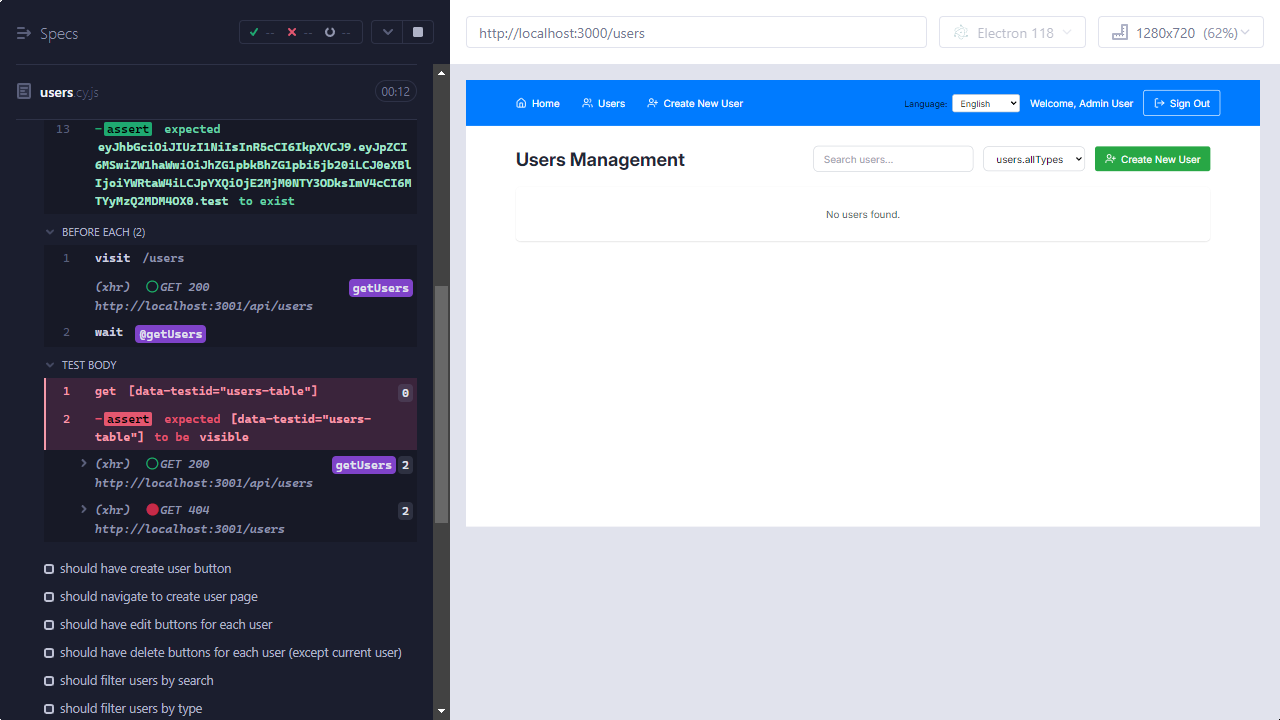 Specs
-- -- --
users.cy.js
00:12
13 -assert expected
eyJhbGciOiJIUzI1NiIsInR5cCI6IkpXVCJ9.eyJpZCI
6MSwiZW1haWwiOiJhZG1pbkBhZG1pbi5jb20iLCJ0eXBl
IjoiYWRtaW4iLCJpYXQiOjE2MjM0NTY3ODksImV4cCI6M
TYyMzQ2MDM4OX0.test to exist
BEFORE EACH (2)
1 visit /users
(xhr) GET 200 getUsers
http://localhost:3001/api/users
2 wait @getUsers
TEST BODY
1 get [data-testid="users-table"] 0
2 -assert expected [data-testid="users-
table"] to be visible
(xhr) GET 200 getUsers 2
http://localhost:3001/api/users
(xhr) GET 404 2
http://localhost:3001/users
should have create user button
should navigate to create user page
should have edit buttons for each user
should have delete buttons for each user (except current user)
should filter users by search
should filter users by type
http://localhost:3000/users
Electron 118
1280x720 (62%)
Home Users Create New User Language: English Welcome, Admin User Sign Out
Users Management Search users... users.allTypes Create New User
No users found.